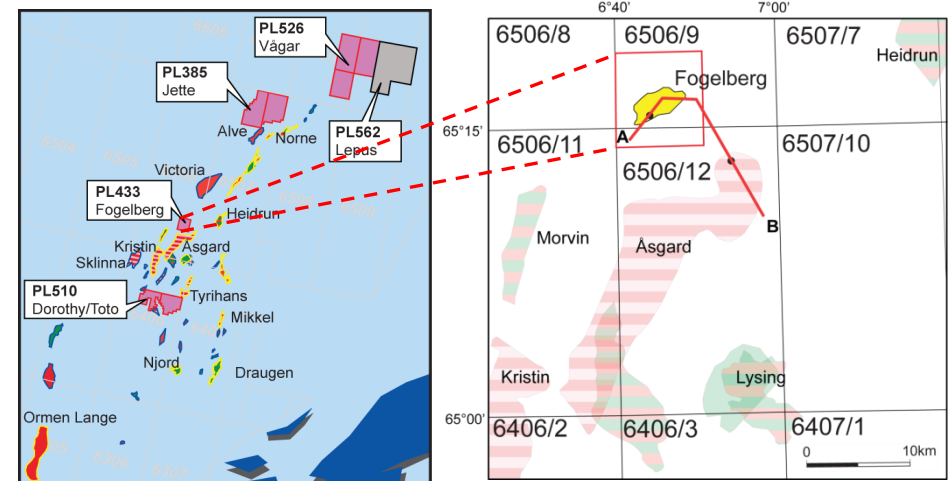 PL526
Vågar
PL385
Jette
PL562
Lepus
Alve
Norne
Victoria
PL433
Fogelberg
Heidrun
Kristin
Åsgard
Sklinna
PL510
Dorothy/Toto
Tyrihans
Mikkel
Njord
Draugen
Ormen Lange
6°40'
7°00'
6506/8
6506/9
6507/7
Heidrun
Fogelberg
65°15'
A
6506/11
6507/10
6506/12
B
Morvin
Åsgard
Kristin
Lysing
65°00'
6406/2
6406/3
6407/1
0
10km